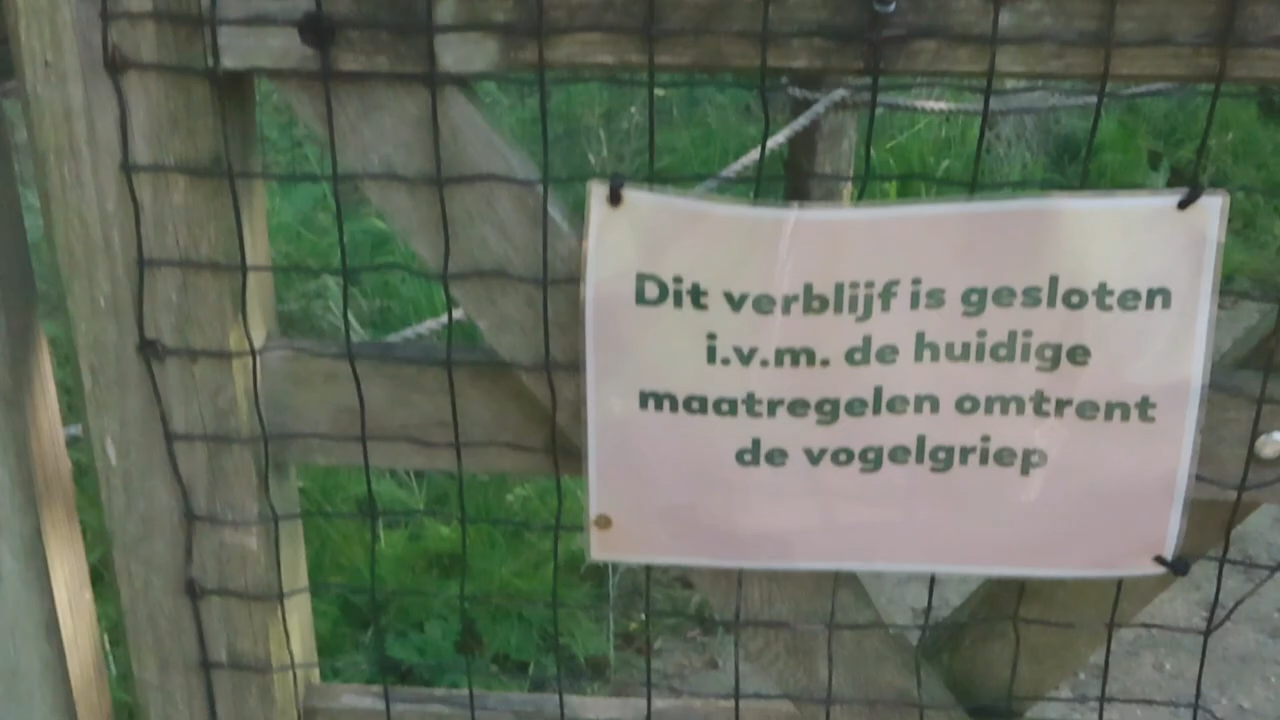 Dit verblijf is gesloten
i.v.m. de huidige
maatregelen omtrent
de vogelgriep